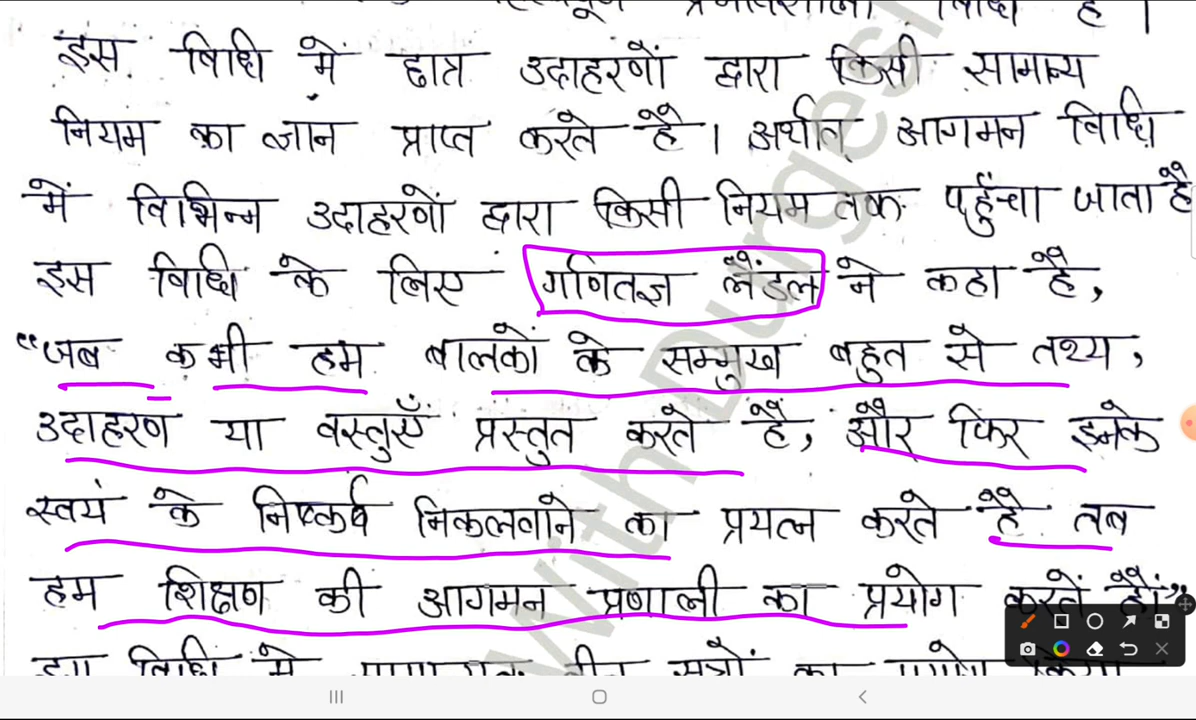 विधि है ।
इस विधि में छात्र उदाहरणों द्वारा किसी सामान्य
नियम का ज्ञान प्राप्त करते है । अर्थात् आगमन विधि
में विभिन्न उदाहरणों द्वारा किसी नियम तक पहुँचा जाता है
इस विधि के लिए गणितज्ञ लैंडल ने कहा है,
“जब कभी हम बालकों के सम्मुख बहुत से तथ्य,
उदाहरण या वस्तुएँ प्रस्तुत करते हैं, और फिर इनके
स्वयं के निष्कर्ष निकलवाने का प्रयत्न करते है तब
हम शिक्षण की आगमन प्रणाली का प्रयोग करते हैं।”
विधि में सूत्रों का
With Durgesh